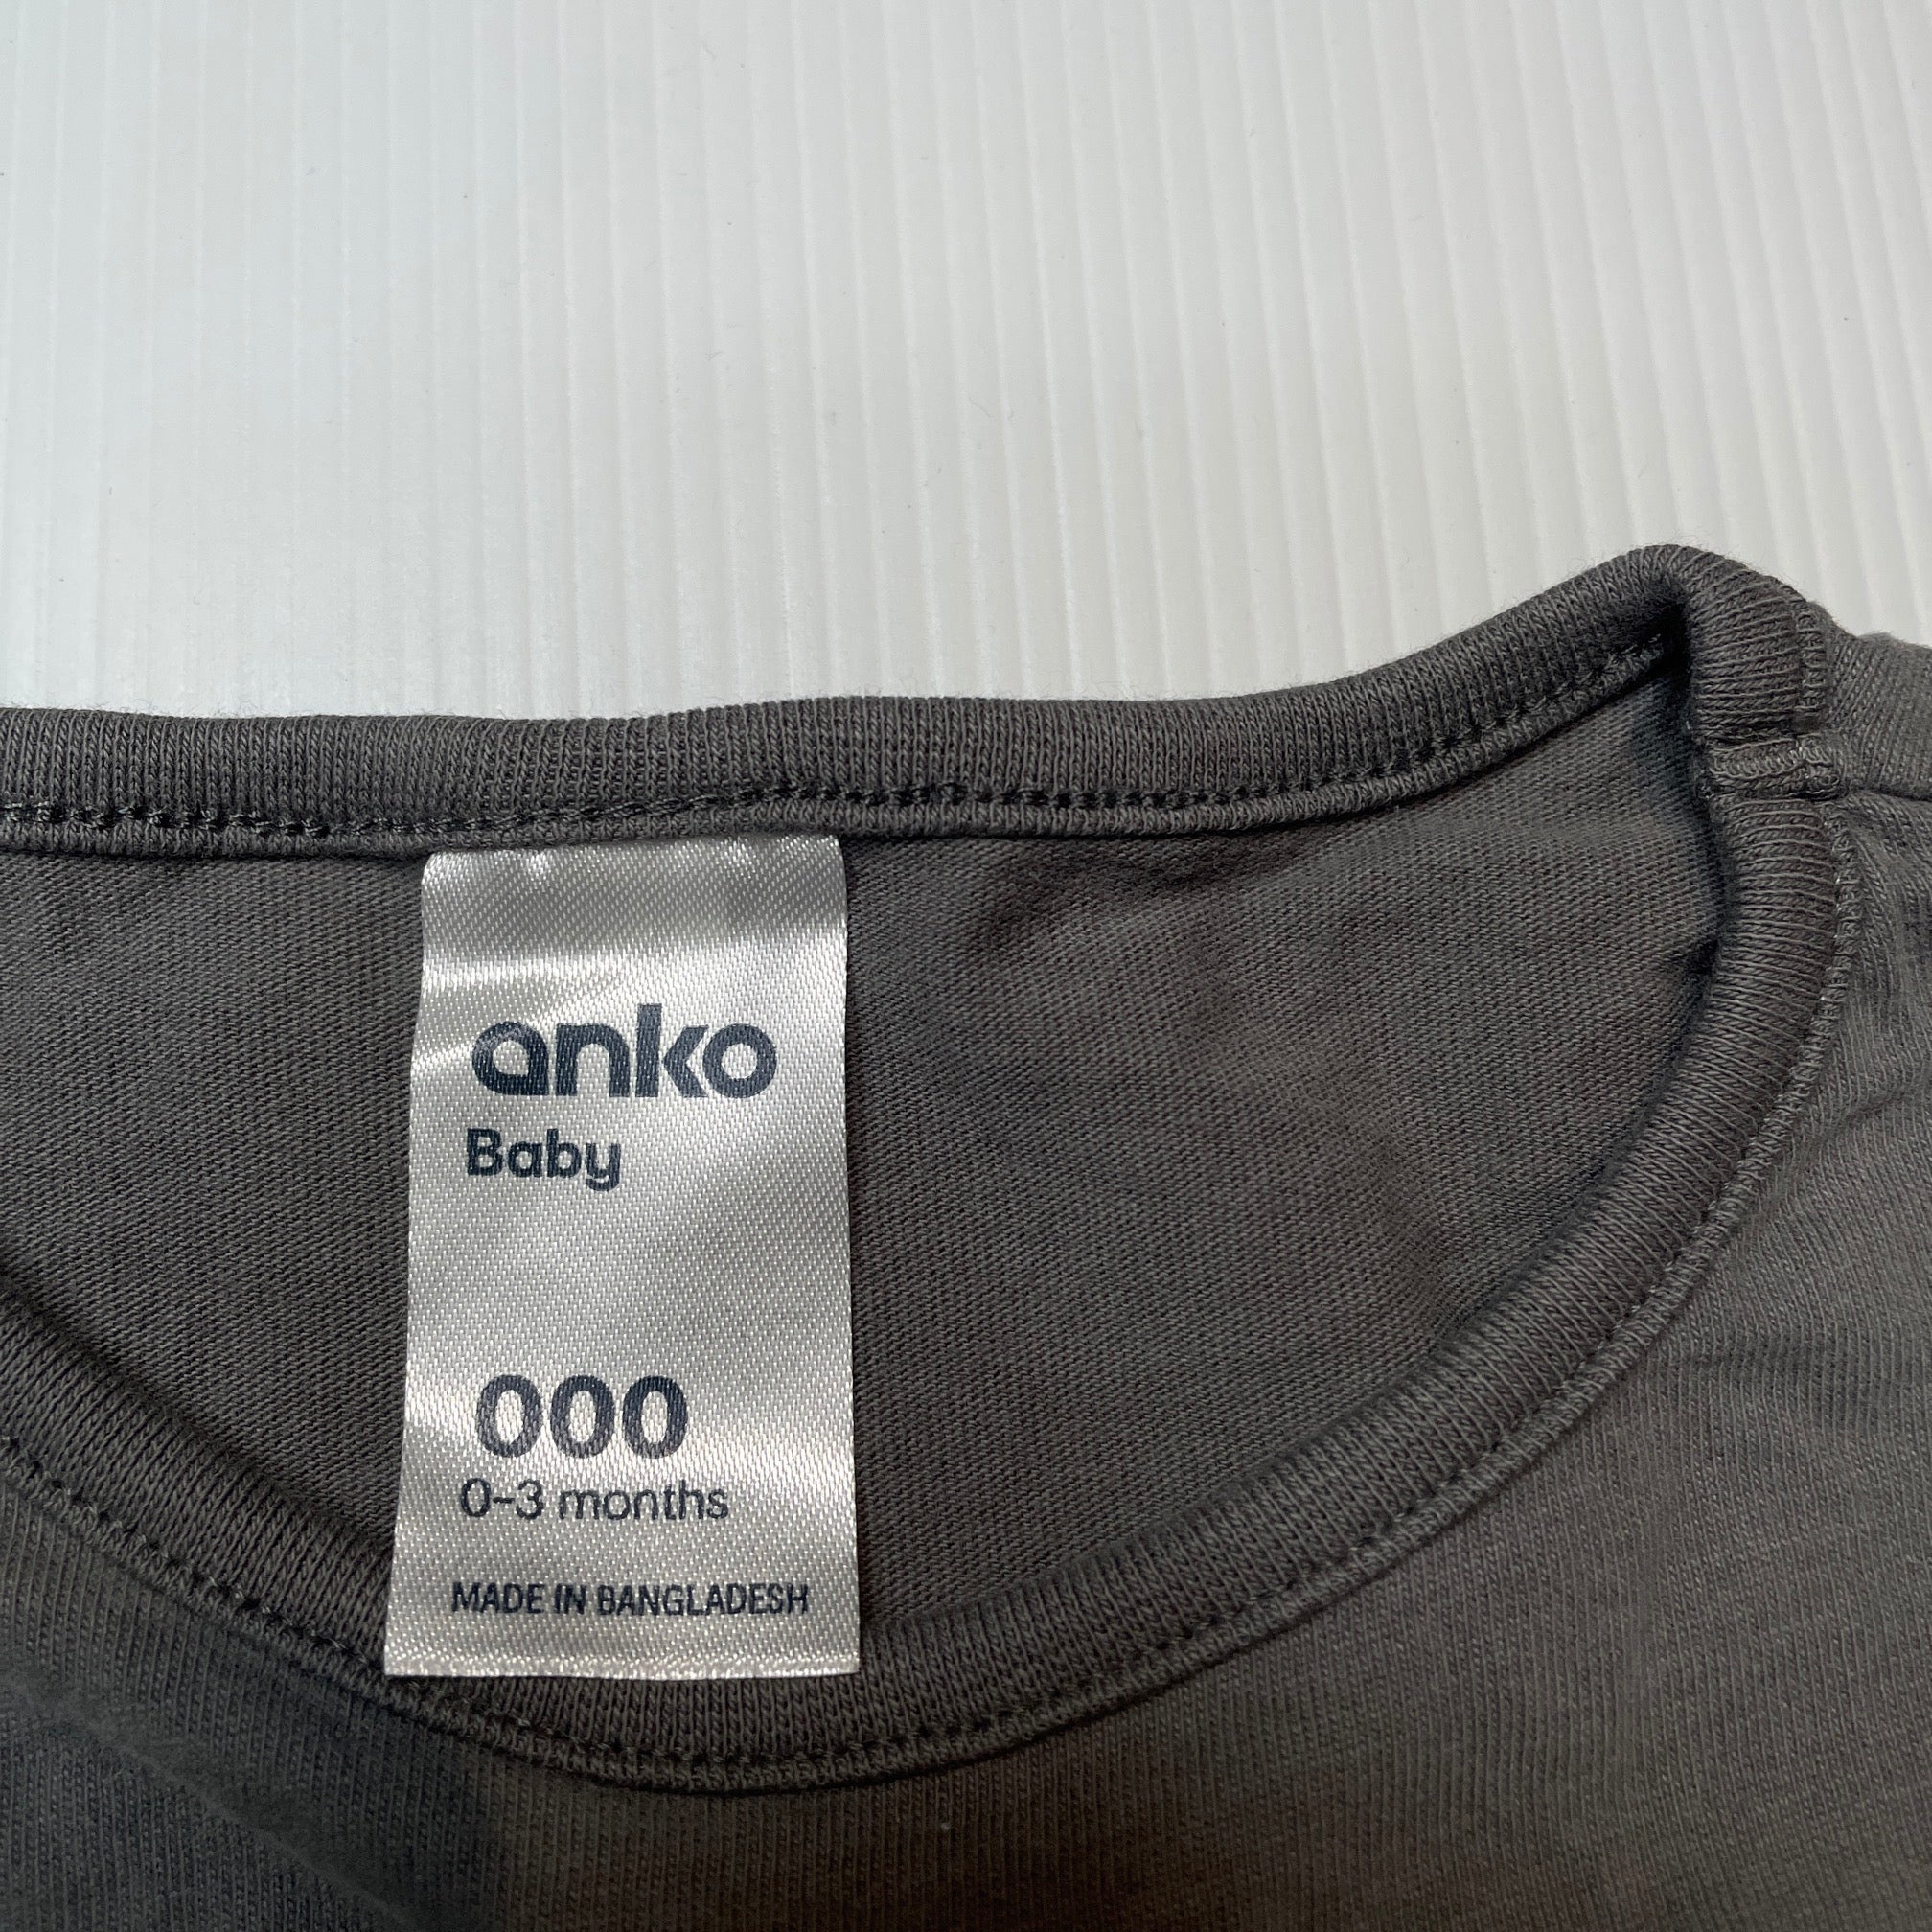 anko
Baby
000
0-3 months
MADE IN BANGLADESH